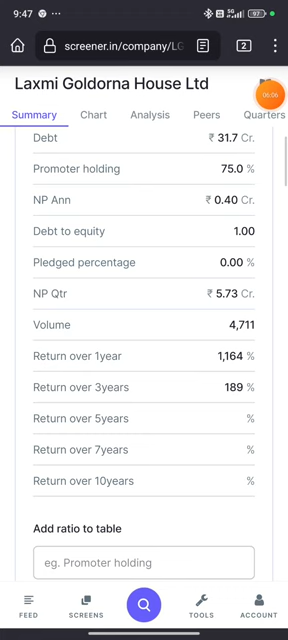 9:47
5G
97
screener.in/company/LG
2
Laxmi Goldorna House Ltd
06:06
Summary Chart Analysis Peers Quarters
Debt ₹ 31.7 Cr.
Promoter holding 75.0 %
NP Ann ₹ 0.40 Cr.
Debt to equity 1.00
Pledged percentage 0.00 %
NP Qtr ₹ 5.73 Cr.
Volume 4,711
Return over 1year 1,164 %
Return over 3years 189 %
Return over 5years %
Return over 7years %
Return over 10years %
Add ratio to table
eg. Promoter holding
FEED SCREENS TOOLS ACCOUNT